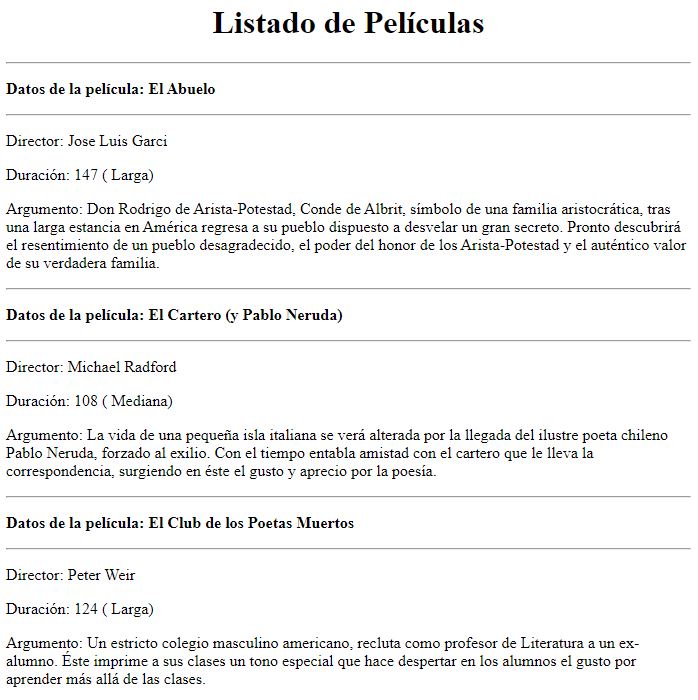 Listado de Películas
Datos de la película: El Abuelo
Director: Jose Luis Garci
Duración: 147 ( Larga)
Argumento: Don Rodrigo de Arista-Potestad, Conde de Albrit, símbolo de una familia aristocrática, tras
una larga estancia en América regresa a su pueblo dispuesto a desvelar un gran secreto. Pronto descubrirá
el resentimiento de un pueblo desagradecido, el poder del honor de los Arista-Potestad y el auténtico valor
de su verdadera familia.
Datos de la película: El Cartero (y Pablo Neruda)
Director: Michael Radford
Duración: 108 ( Mediana)
Argumento: La vida de una pequeña isla italiana se verá alterada por la llegada del ilustre poeta chileno
Pablo Neruda, forzado al exilio. Con el tiempo entabla amistad con el cartero que le lleva la
correspondencia, surgiendo en éste el gusto y aprecio por la poesía.
Datos de la película: El Club de los Poetas Muertos
Director: Peter Weir
Duración: 124 ( Larga)
Argumento: Un estricto colegio masculino americano, recluta como profesor de Literatura a un ex-
alumno. Éste imprime a sus clases un tono especial que hace despertar en los alumnos el gusto por
aprender más allá de las clases.